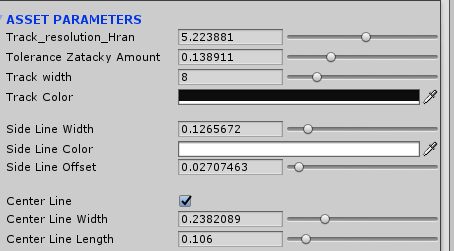 ASSET PARAMETERS
Track_resolution_Hran 5.223881
Tolerance Zatacky Amount 0.138911
Track width 8
Track Color
Side Line Width 0.1265672
Side Line Color
Side Line Offset 0.02707463
Center Line
Center Line Width 0.2382089
Center Line Length 0.106